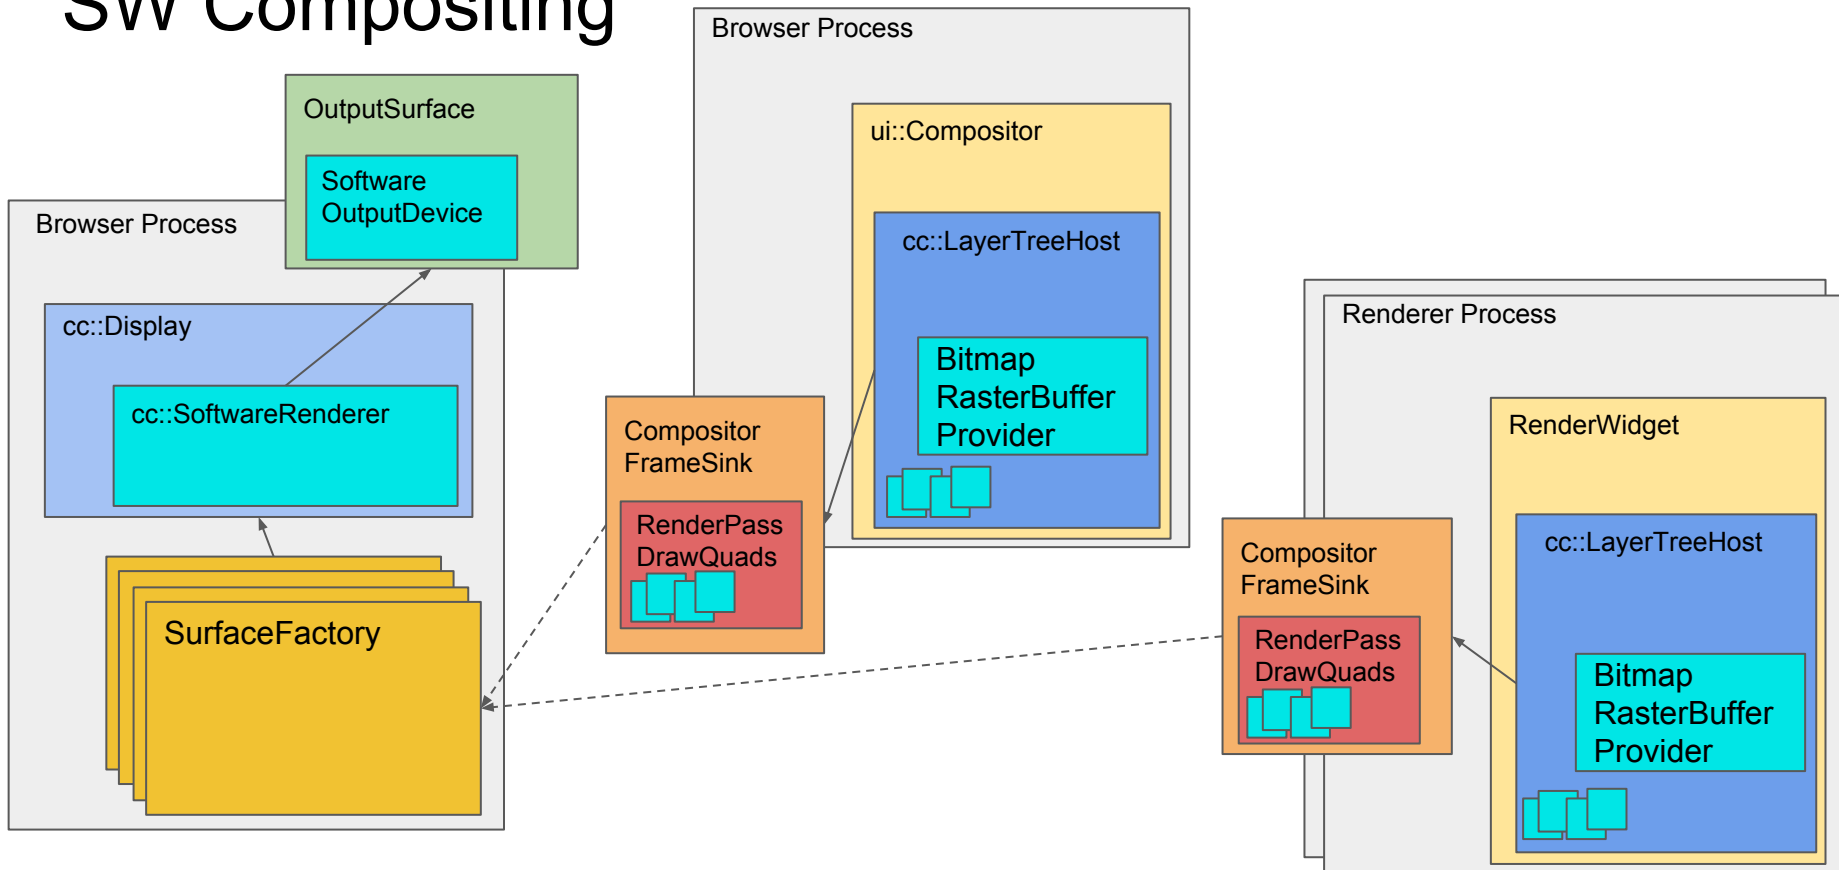 SW Compositing
Browser Process
OutputSurface
Software
OutputDevice
Browser Process
cc::Display
cc::SoftwareRenderer
SurfaceFactory
ui::Compositor
cc::LayerTreeHost
Bitmap
RasterBuffer
Provider
Compositor
FrameSink
RenderPass
DrawQuads
Renderer Process
RenderWidget
cc::LayerTreeHost
Bitmap
RasterBuffer
Provider
Compositor
FrameSink
RenderPass
DrawQuads